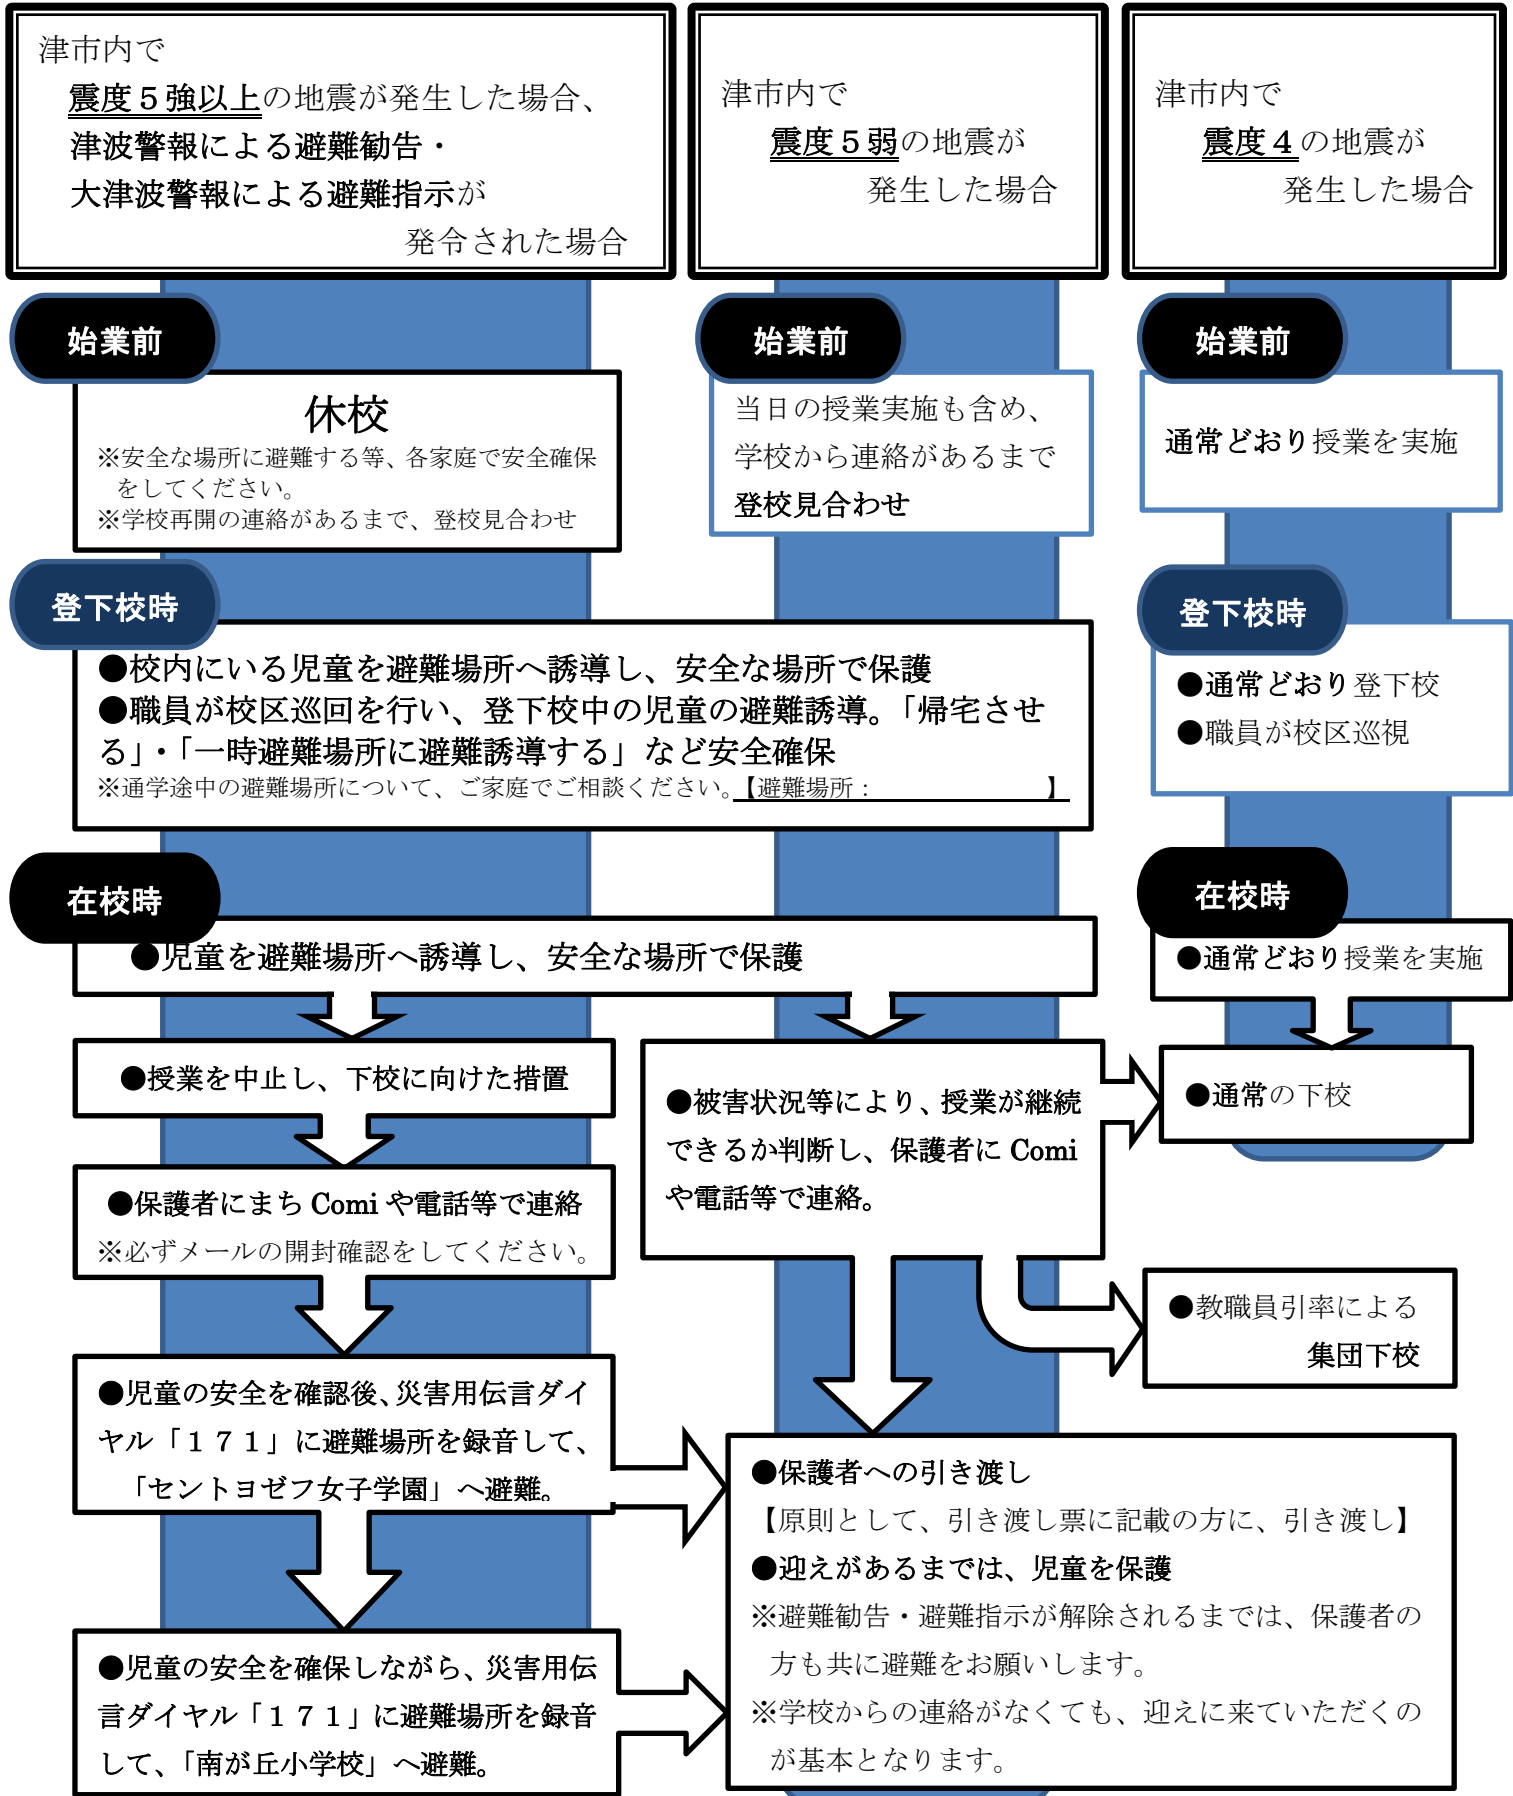 津市内で
震度５強以上の地震が発生した場合、
津波警報による避難勧告・
大津波警報による避難指示が
発令された場合
津市内で
震度５弱の地震が
発生した場合
津市内で
震度４の地震が
発生した場合
始業前
休校
※安全な場所に避難する等、各家庭で安全確保
をしてください。
※学校再開の連絡があるまで、登校見合わせ
始業前
当日の授業実施も含め、
学校から連絡があるまで
登校見合わせ
始業前
通常どおり授業を実施
登下校時
●校内にいる児童を避難場所へ誘導し、安全な場所で保護
●職員が校区巡回を行い、登下校中の児童の避難誘導。「帰宅させ
る」・「一時避難場所に避難誘導する」など安全確保
※通学途中の避難場所について、ご家庭でご相談ください。【避難場所：　　　　　　　　】
登下校時
●通常どおり登下校
●職員が校区巡視
在校時
●児童を避難場所へ誘導し、安全な場所で保護
在校時
●通常どおり授業を実施
●授業を中止し、下校に向けた措置
●保護者にまち Comi や電話等で連絡
※必ずメールの開封確認をしてください。
●被害状況等により、授業が継続
できるか判断し、保護者に Comi
や電話等で連絡。
●通常の下校
●教職員引率による
集団下校
●児童の安全を確認後、災害用伝言ダイ
ヤル「１７１」に避難場所を録音して、
「セントヨゼフ女子学園」へ避難。
●児童の安全を確保しながら、災害用伝
言ダイヤル「１７１」に避難場所を録音
して、「南が丘小学校」へ避難。
●保護者への引き渡し
【原則として、引き渡し票に記載の方に、引き渡し】
●迎えがあるまでは、児童を保護
※避難勧告・避難指示が解除されるまでは、保護者の
方も共に避難をお願いします。
※学校からの連絡がなくても、迎えに来ていただくの
が基本となります。